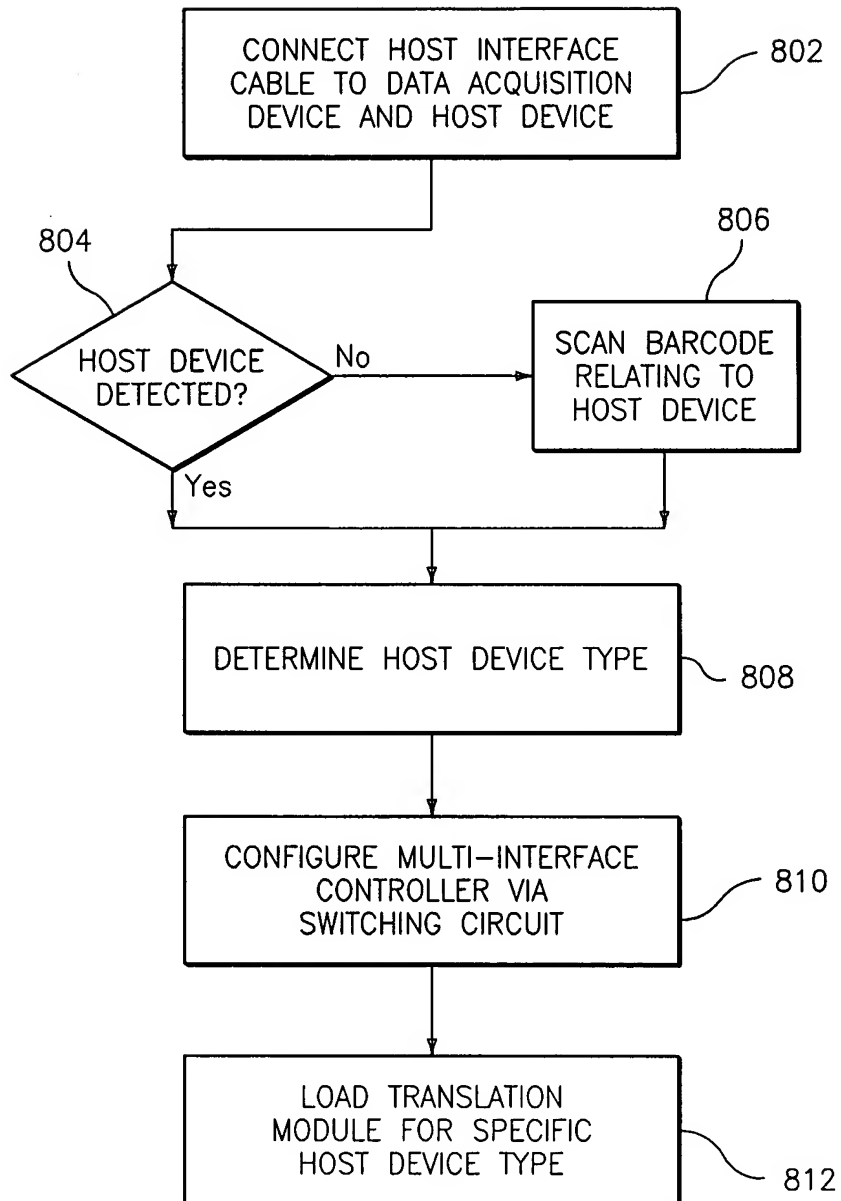 CONNECT HOST INTERFACE
CABLE TO DATA ACQUISITION
DEVICE AND HOST DEVICE
802
804
HOST DEVICE
DETECTED?
No
Yes
806
SCAN BARCODE
RELATING TO
HOST DEVICE
DETERMINE HOST DEVICE TYPE
808
CONFIGURE MULTI-INTERFACE
CONTROLLER VIA
SWITCHING CIRCUIT
810
LOAD TRANSLATION
MODULE FOR SPECIFIC
HOST DEVICE TYPE
812